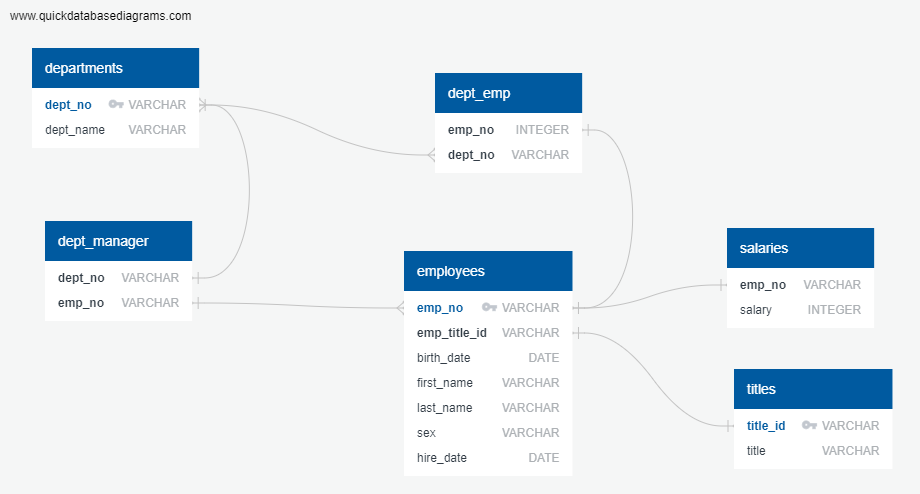 www.quickdatabasediagrams.com
departments
dept_no VARCHAR
dept_name VARCHAR
dept_emp
emp_no INTEGER
dept_no VARCHAR
dept_manager
dept_no VARCHAR
emp_no VARCHAR
employees
emp_no VARCHAR
emp_title_id VARCHAR
birth_date DATE
first_name VARCHAR
last_name VARCHAR
sex VARCHAR
hire_date DATE
salaries
emp_no VARCHAR
salary INTEGER
titles
title_id VARCHAR
title VARCHAR